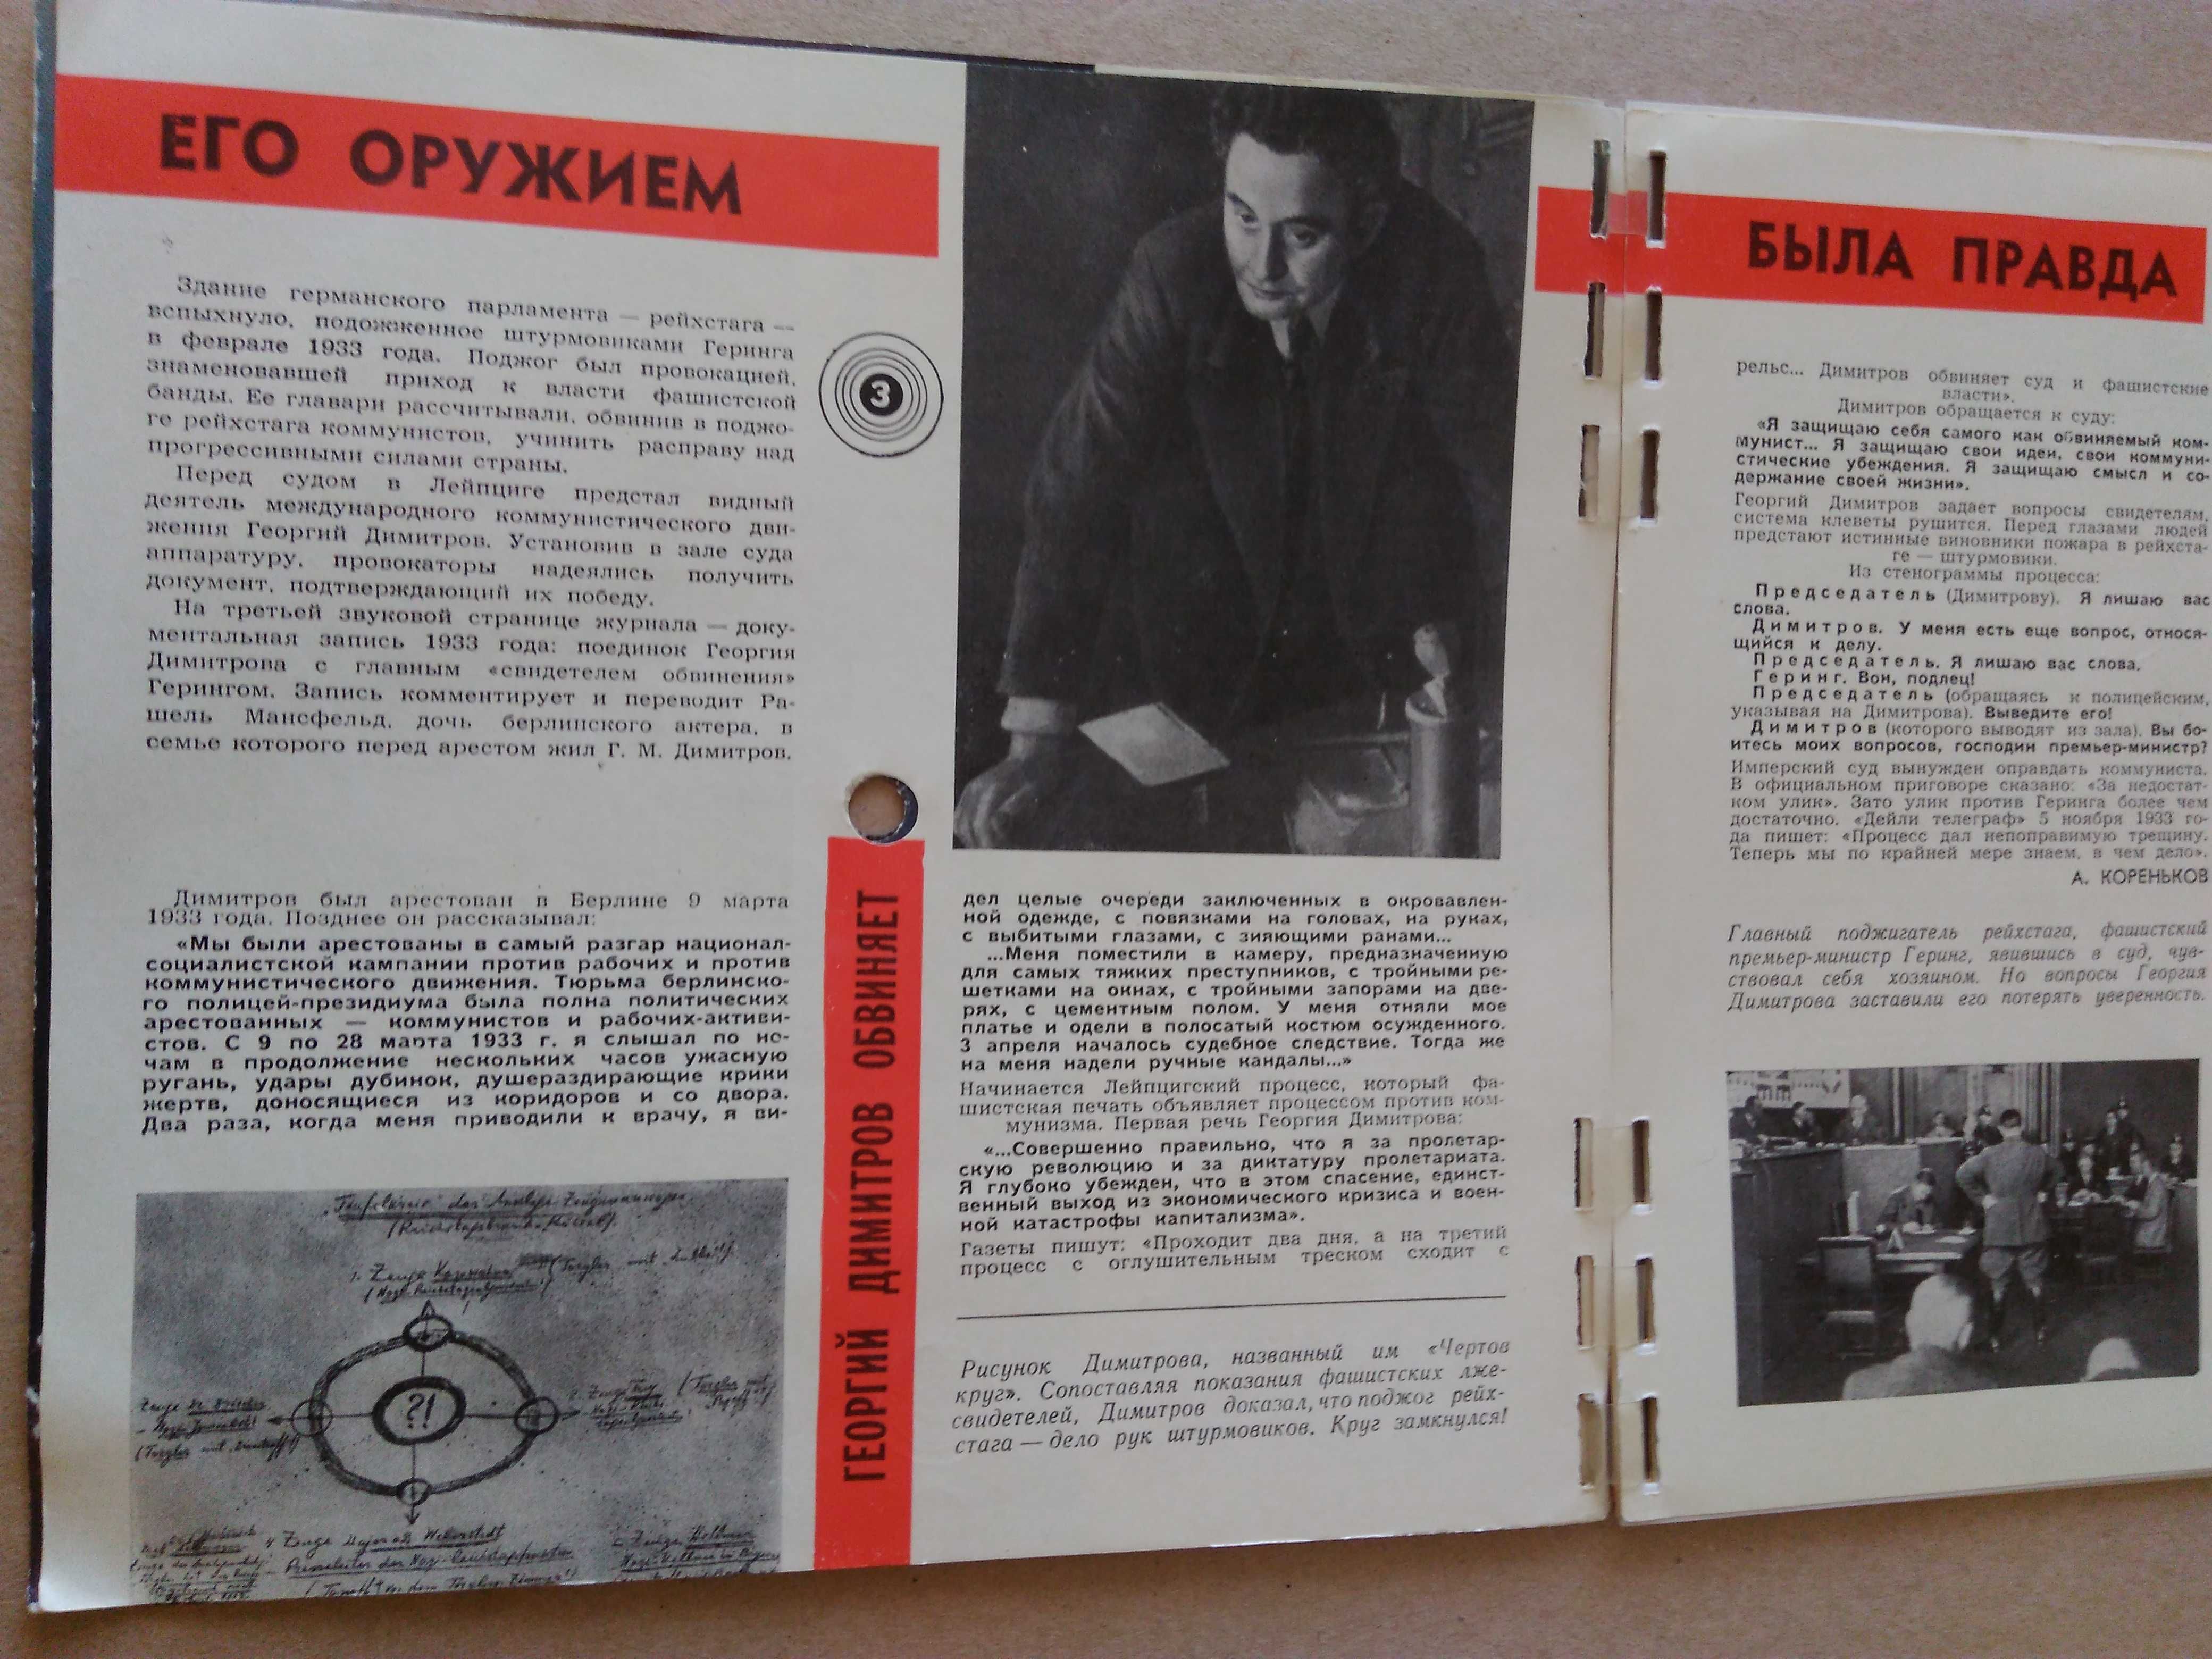 ЕГО ОРУЖИЕМ
БЫЛА ПРАВДА
Здание германского парламента — рейхстага —
вспыхнуло, подожженное штурмовиками Геринга
в феврале 1933 года. Поджог был провокацией,
знаменовавшей приход к власти фашистской
банды. Ее главари рассчитывали, обвинив в поджо-
ге рейхстага коммунистов, учинить расправу над
прогрессивными силами страны.
Перед судом в Лейпциге предстал видный
деятель международного коммунистического дви-
жения Георгий Димитров. Установив в зале суда
аппаратуру, провокаторы надеялись получить
документ, подтверждающий их победу.
На третьей звуковой странице журнала — доку-
ментальная запись 1933 года: поединок Георгия
Димитрова с главным «свидетелем обвинения»
Герингом. Запись комментирует и переводит Ра-
шель Мансфельд, дочь берлинского актера, в
семье которого перед арестом жил Г. М. Димитров.
3
Димитров был арестован в Берлине 9 марта
1933 года. Позднее он рассказывал:
«Мы были арестованы в самый разгар национал-
социалистской кампании против рабочих и против
коммунистического движения. Тюрьма берлинско-
го полицей-президиума была полна политических
арестованных — коммунистов и рабочих-активи-
стов. С 9 по 28 марта 1933 г. я слышал по но-
чам в продолжение нескольких часов ужасную
ругань, удары дубинок, душераздирающие крики
жертв, доносящиеся из коридоров и со двора.
Два раза, когда меня приводили к врачу, я ви-
ГЕОРГИЙ ДИМИТРОВ ОБВИНЯЕТ
?!
дел целые очереди заключенных в окровавлен-
ной одежде, с повязками на головах, на руках,
с выбитыми глазами, с зияющими ранами...
...Меня поместили в камеру, предназначенную
для самых тяжких преступников, с тройными ре-
шетками на окнах, с тройными запорами на две-
рях, с цементным полом. У меня отняли мое
платье и одели в полосатый костюм осужденного.
3 апреля началось судебное следствие. Тогда же
на меня надели ручные кандалы...»
Начинается Лейпцигский процесс, который фа-
шистская печать объявляет процессом против ком-
мунизма. Первая речь Георгия Димитрова:
«...Совершенно правильно, что я за пролетар-
скую революцию и за диктатуру пролетариата.
Я глубоко убежден, что в этом спасение, единст-
венный выход из экономического кризиса и воен-
ной катастрофы капитализма».
Газеты пишут: «Проходит два дня, а на третий
процесс с оглушительным треском сходит с
Рисунок Димитрова, названный им «Чертов
круг». Сопоставляя показания фашистских лже-
свидетелей, Димитров доказал, что поджог рейх-
стага — дело рук штурмовиков. Круг замкнулся!
рельс... Димитров обвиняет суд и фашистские
власти».
Димитров обращается к суду:
«Я защищаю себя самого как обвиняемый ком-
мунист... Я защищаю свои идеи, свои коммуни-
стические убеждения. Я защищаю смысл и со-
держание своей жизни».
Георгий Димитров задает вопросы свидетелям,
система клеветы рушится. Перед глазами людей
предстают истинные виновники пожара в рейхста-
ге — штурмовики.
Из стенограммы процесса:
Председатель (Димитрову). Я лишаю вас
слова.
Димитров. У меня есть еще вопрос, относя-
щийся к делу.
Председатель. Я лишаю вас слова.
Геринг. Вон, подлец!
Председатель (обращаясь к полицейским,
указывая на Димитрова). Выведите его!
Димитров (которого выводят из зала). Вы бо-
итесь моих вопросов, господин премьер-министр?
Имперский суд вынужден оправдать коммуниста.
В официальном приговоре сказано: «За недостат-
ком улик». Зато улик против Геринга более чем
достаточно. «Дейли телеграф» 5 ноября 1933 го-
да пишет: «Процесс дал непоправимую трещину.
Теперь мы по крайней мере знаем, в чем дело».
А. КОРЕНЬКОВ
Главный поджигатель рейхстага, фашистский
премьер-министр Геринг, явившись в суд, чув-
ствовал себя хозяином. Но вопросы Георгия
Димитрова заставили его потерять уверенность.